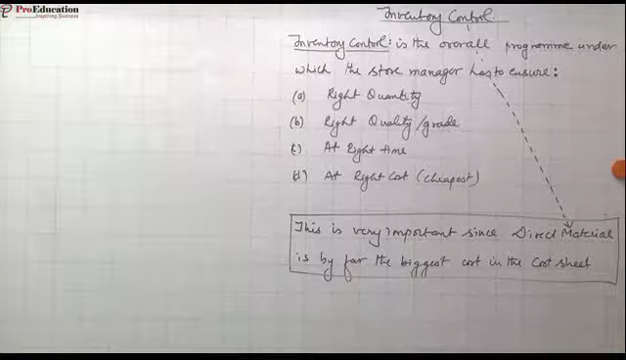 ProEducation
Inspiring Success
Inventory Control
Inventory Control: is the overall programme under
which the store manager has to ensure:
(a) Right Quantity
(b) Right Quality/grade
(c) At Right time
(d) At Right Cost (Cheapest)
This is very important since Direct Material
is by far the biggest cost in the Cost sheet